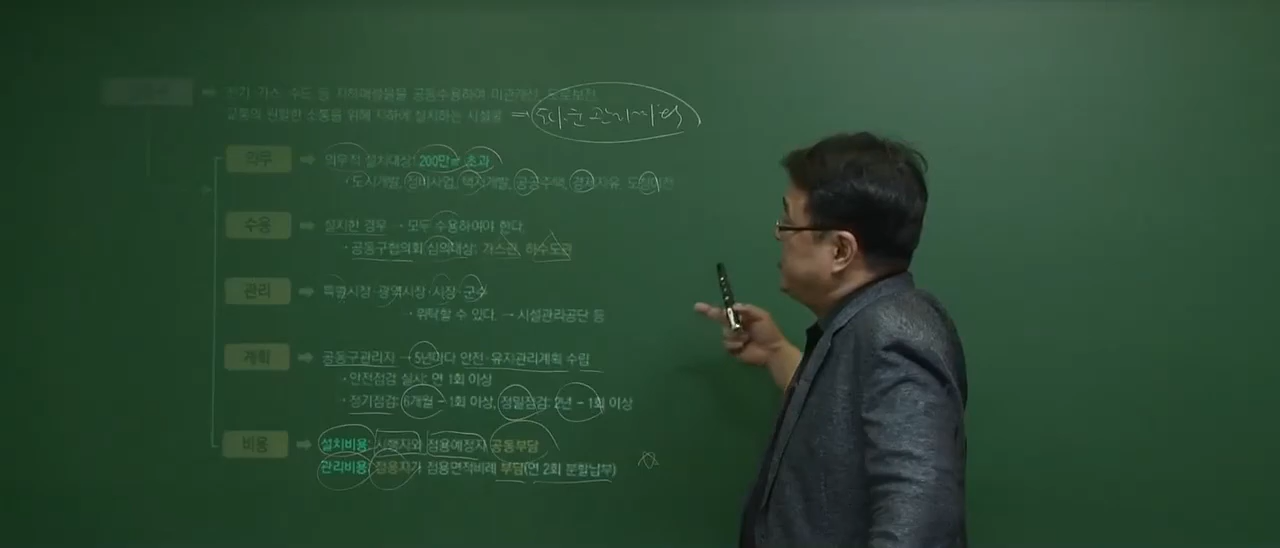 전기·가스·수도 등 지하매설물을 공동수용하여 미관개선, 도로보전,
교통의 원활한 소통을 위해 지하에 설치하는 시설물 ⇒
의무 ➡ 의무적 설치대상: 200만㎡ 초과
· 도시개발, 정비사업, 택지개발, 공공주택, 경제자유, 도청이전
수용 ➡ 설치한 경우 → 모두 수용하여야 한다.
· 공동구협의회 심의대상: 가스관, 하수도관
관리 ➡ 특별시장·광역시장·시장·군수
→ 위탁할 수 있다. → 시설관리공단 등
계획 ➡ 공동구관리자 → 5년마다 안전·유지관리계획 수립
· 안전점검 실시: 연 1회 이상
· 정기점검: 6개월 - 1회 이상, 정밀점검: 2년 - 1회 이상
비용 ➡ 설치비용: 시행자와 점용예정자 공동부담
관리비용: 점용자가 점용면적비례 부담(연 2회 분할납부)